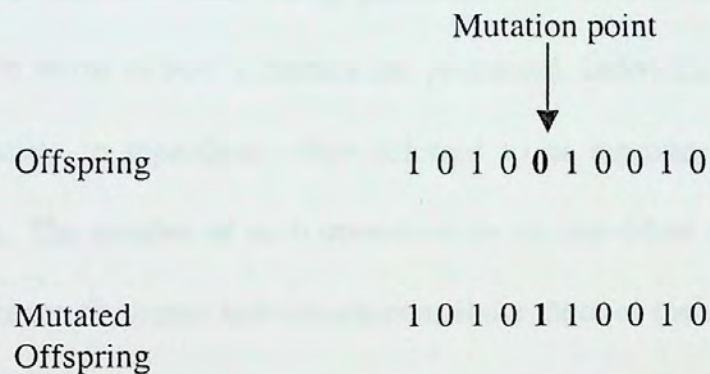 Mutation point
Offspring 1 0 1 0 0 1 0 0 1 0
Mutated 1 0 1 0 1 1 0 0 1 0
Offspring